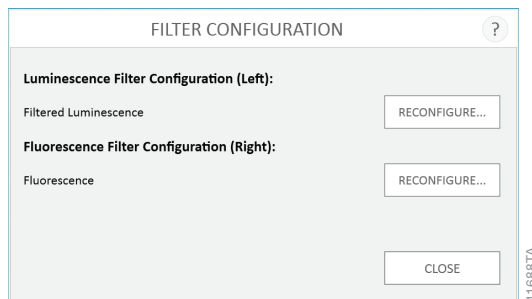 FILTER CONFIGURATION
?
Luminescence Filter Configuration (Left):
Filtered Luminescence
RECONFIGURE...
Fluorescence Filter Configuration (Right):
Fluorescence
RECONFIGURE...
CLOSE